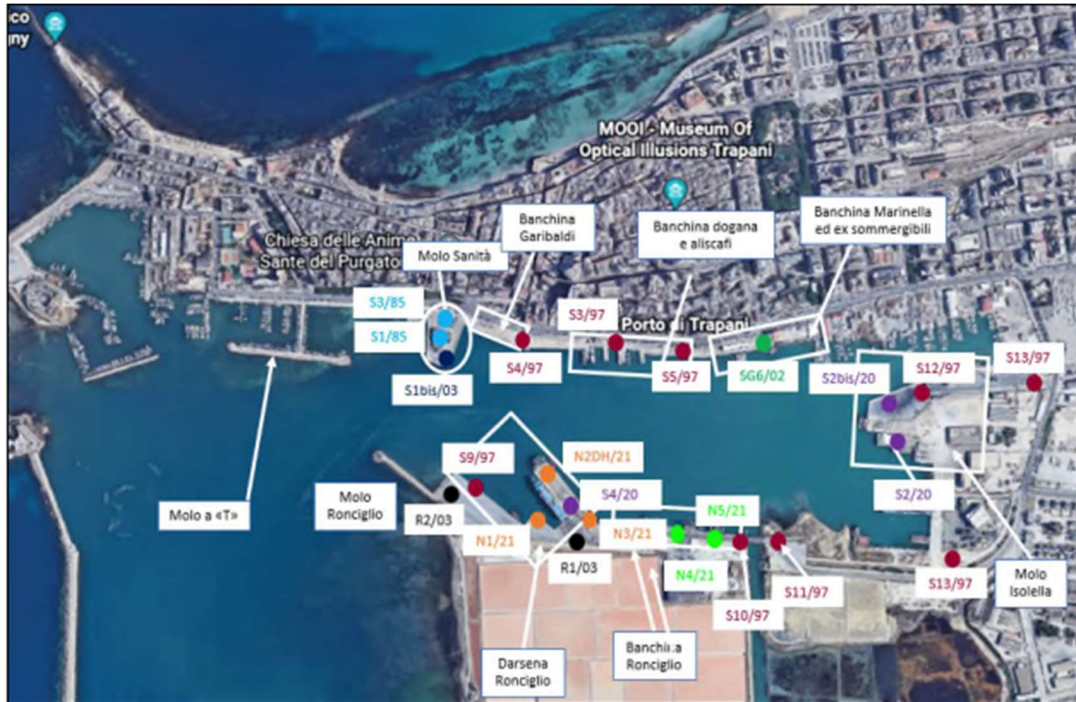 ico
gny
MOOI - Museum Of
Optical Illusions Trapani
Banchina
Garibaldi
Banchina dogana
e aliscafi
Banchina Marinella
ed ex sommergibili
Chiesa delle Anime
Sante del Purgato
Molo Sanità
S3/85
S3/97
Porto di Trapani
S1/85
S1bis/03
S4/97
S5/97
SG6/02
S2bis/20
S12/97
S13/97
S9/97
N2DH/21
Molo a «T»
Molo
Ronciglio
R2/03
N1/21
S4/20
N3/21
N5/21
S2/20
R1/03
N4/21
S10/97
S11/97
S13/97
Molo
Isolella
Darsena
Ronciglio
Banchina
Ronciglio